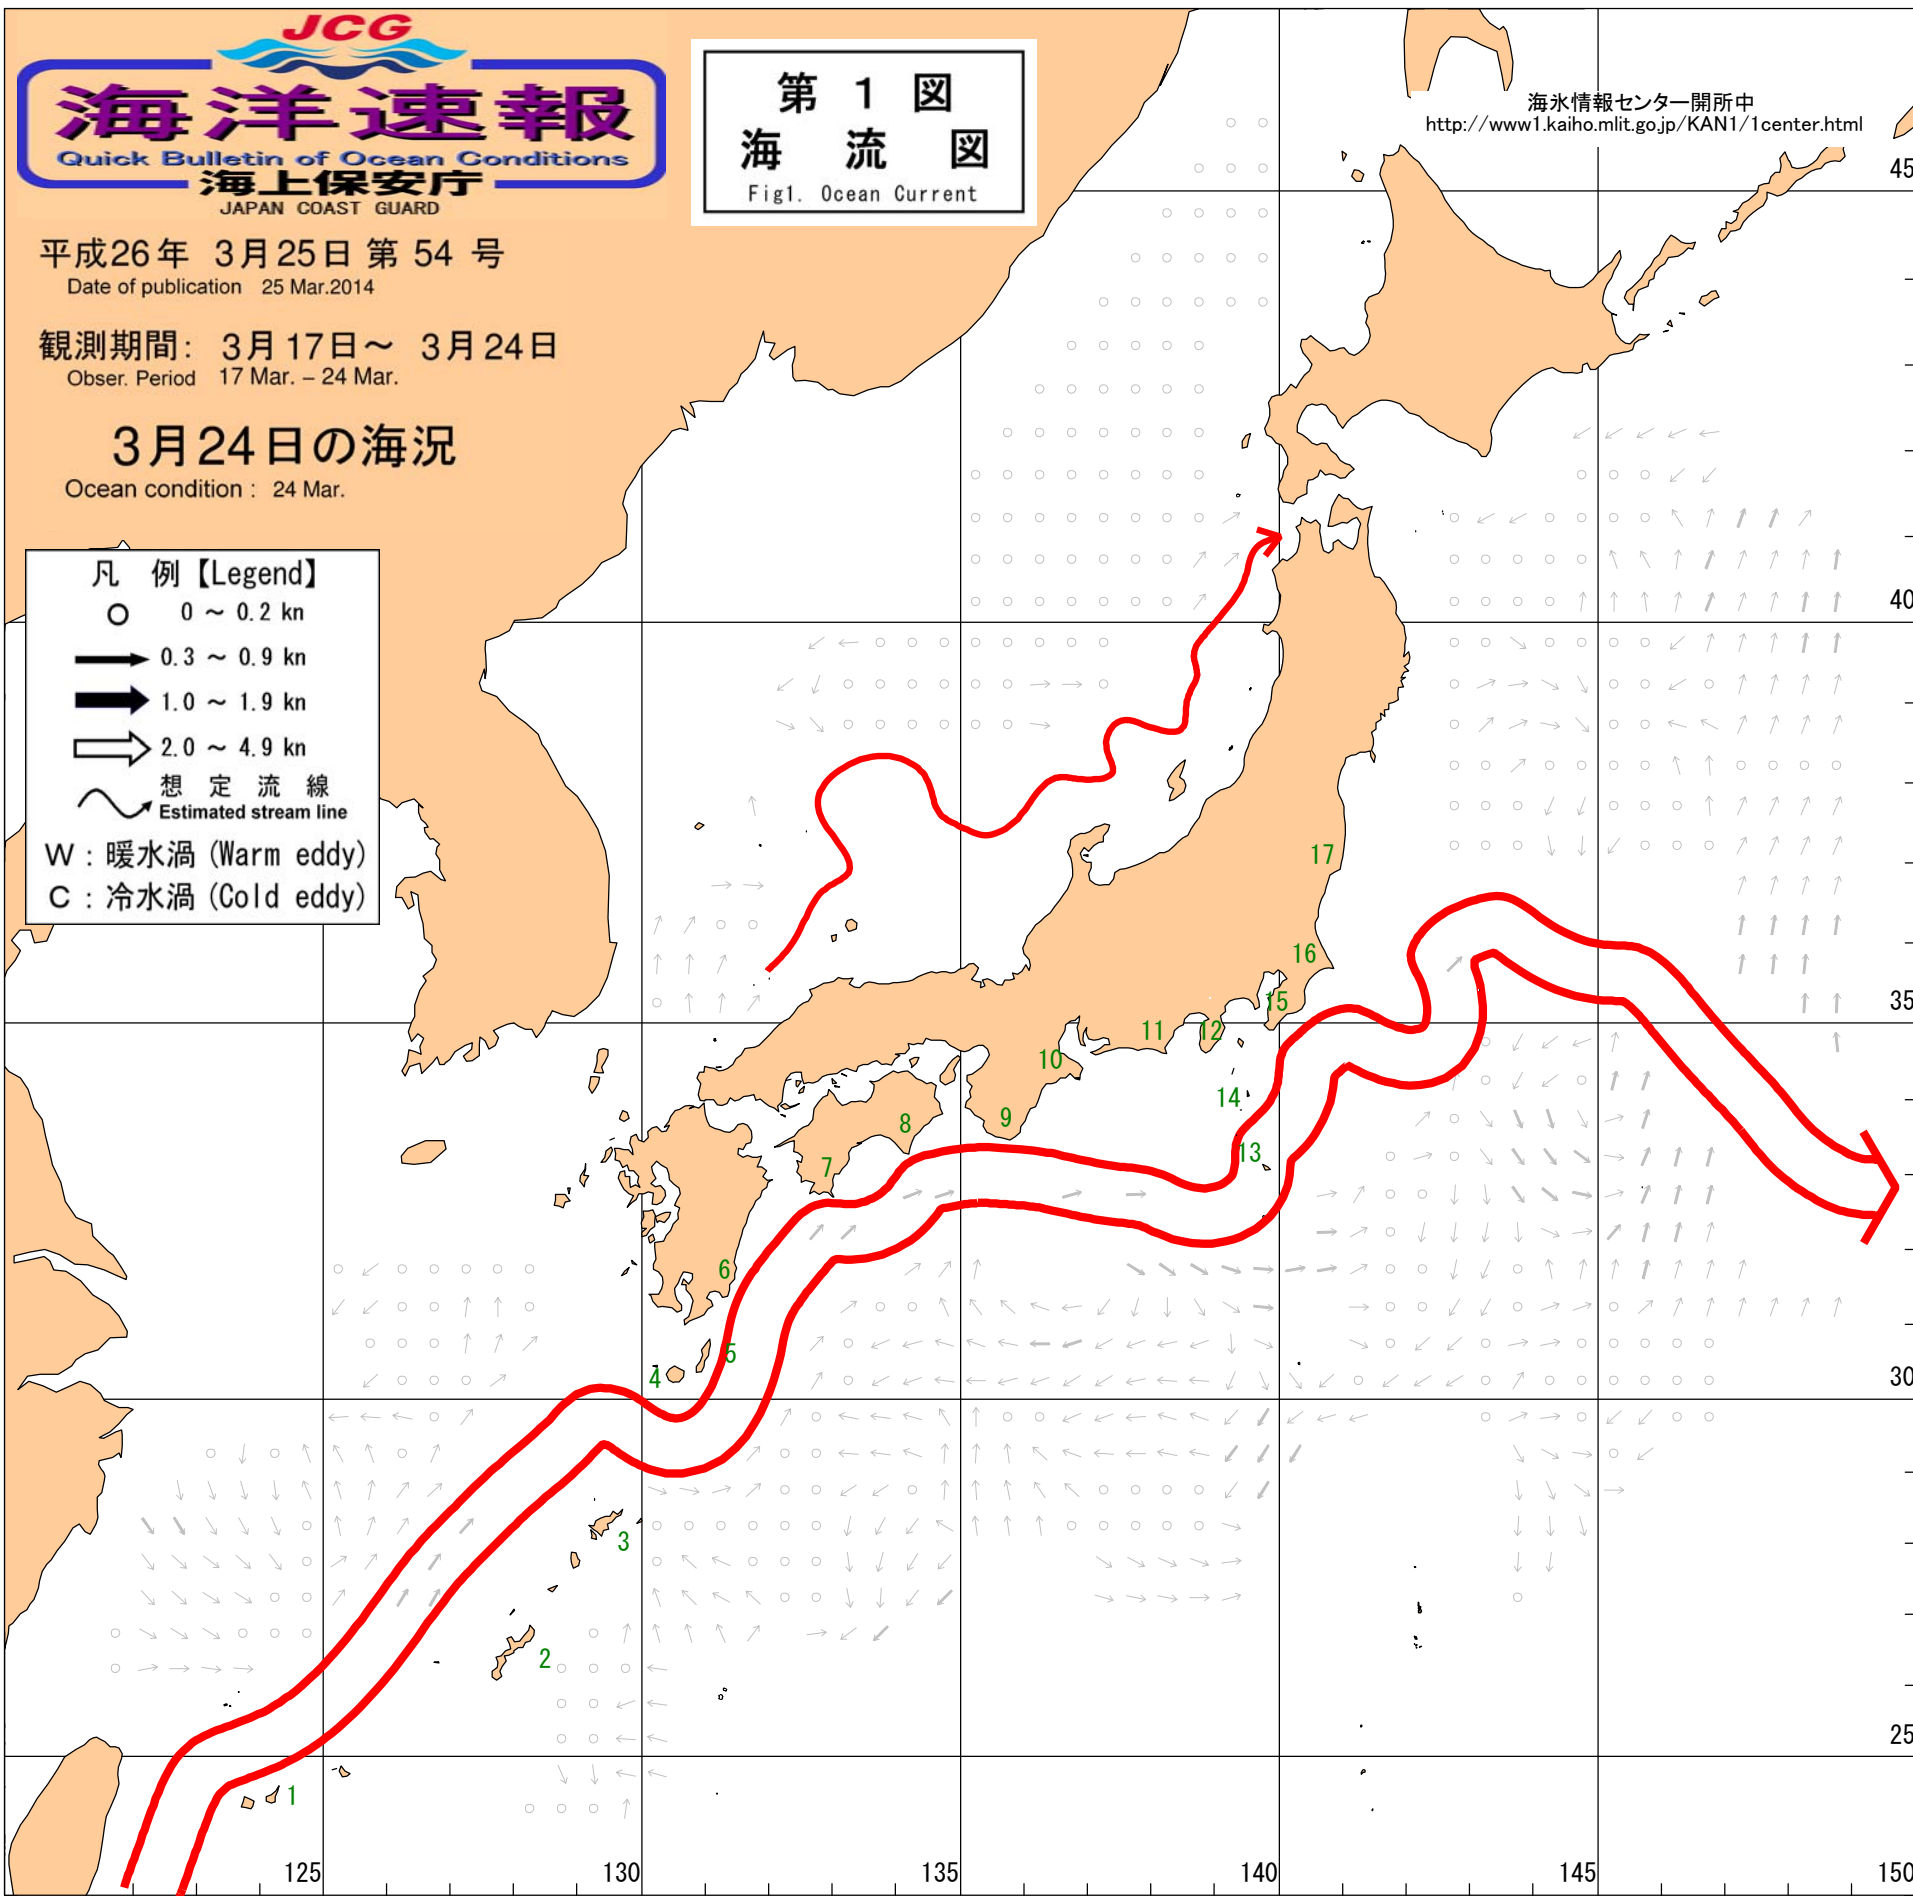 JCG
海洋速報
Quick Bulletin of Ocean Conditions
海上保安庁
JAPAN COAST GUARD
第 1 図
海 流 図
Fig1. Ocean Current
海氷情報センター開所中
http://www1.kaiho.mlit.go.jp/KAN1/1center.html
平成26年 3月25日 第 54 号
Date of publication 25 Mar.2014
観測期間: 3月17日～ 3月24日
Obser. Period 17 Mar. – 24 Mar.
3月24日の海況
Ocean condition : 24 Mar.
凡 例【Legend】
0 ～ 0.2 kn
0.3 ～ 0.9 kn
1.0 ～ 1.9 kn
2.0 ～ 4.9 kn
想 定 流 線
Estimated stream line
W : 暖水渦 (Warm eddy)
C : 冷水渦 (Cold eddy)
45
40
35
30
25
17
16
15
11
12
10
14
9
8
13
7
6
5
4
3
2
1
125
130
135
140
145
150